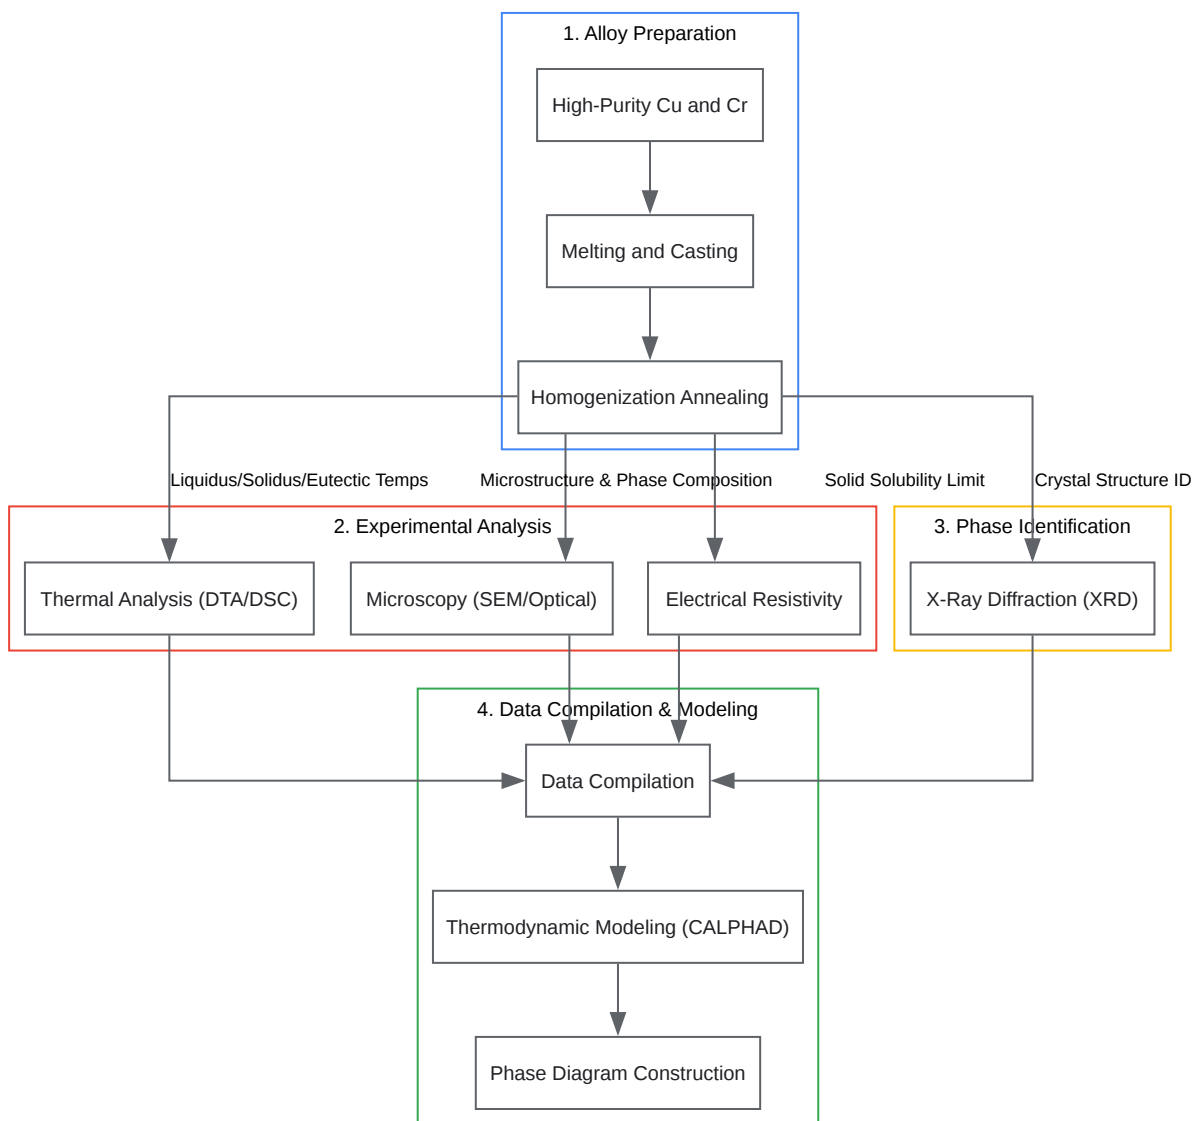 1. Alloy Preparation
High-Purity Cu and Cr
Melting and Casting
Homogenization Annealing
Liquidus/Solidus/Eutectic Temps
Microstructure & Phase Composition
Solid Solubility Limit
Crystal Structure ID
2. Experimental Analysis
3. Phase Identification
Thermal Analysis (DTA/DSC)
Microscopy (SEM/Optical)
Electrical Resistivity
X-Ray Diffraction (XRD)
4. Data Compilation & Modeling
Data Compilation
Thermodynamic Modeling (CALPHAD)
Phase Diagram Construction